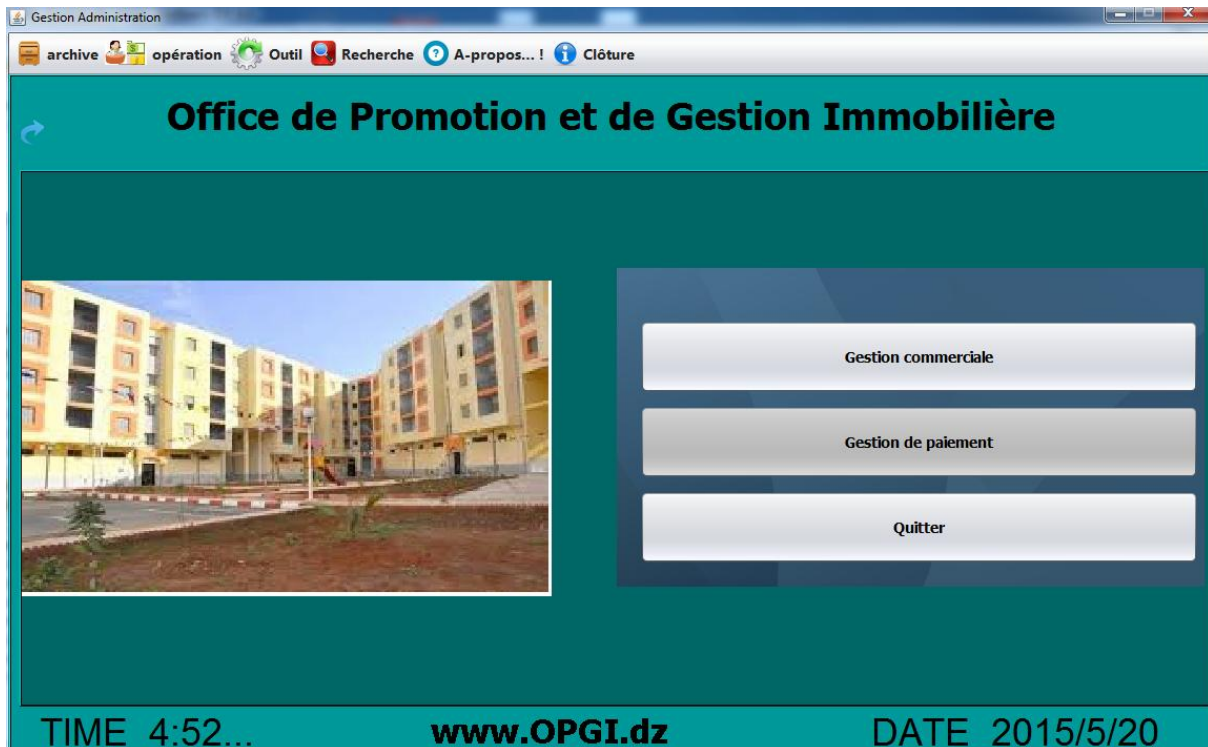 Gestion Administration
archive opération Outil Recherche A-propos... ! Clôture
Office de Promotion et de Gestion Immobilière
Gestion commerciale
Gestion de paiement
Quitter
TIME 4:52... www.OPGI.dz DATE 2015/5/20